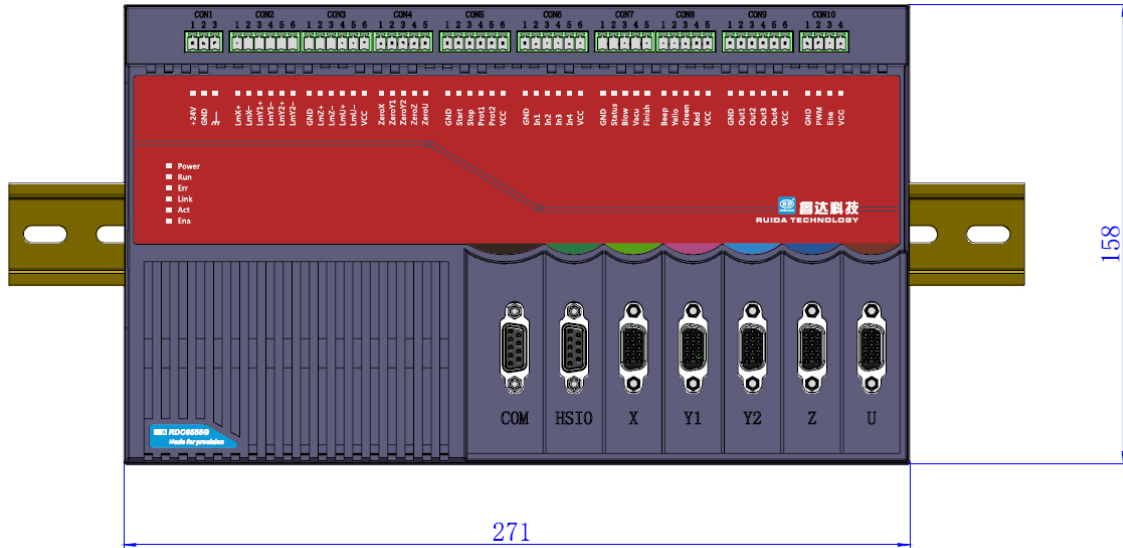 CON1 CON2 CON3 CON4 CON5 CON6 CON7 CON8 CON9 CON10
1 2 3 1 2 3 4 5 6 1 2 3 4 5 6 1 2 3 4 5 1 2 3 4 5 6 1 2 3 4 5 6 1 2 3 4 5 1 2 3 4 5 1 2 3 4 5 6 1 2 3 4
+24V
GND
LmX+
LmX-
LmY1+
LmY1-
LmY2+
LmY2-
GND
LmZ+
LmZ-
LmU+
LmU-
VCC
ZeroX
ZeroY1
ZeroY2
ZeroZ
ZeroU
GND
Start
Stop
Prot1
Prot2
VCC
GND
In1
In2
In3
In4
VCC
GND
Status
Blow
Vacu
Finish
Beep
Yello
Green
Red
VCC
GND
Out1
Out2
Out3
Out4
VCC
GND
PWM
Ena
VCC
Power
Run
Err
Link
Act
Ena
睿达科技
RUIDA TECHNOLOGY
158
COM HSIO X Y1 Y2 Z U
RDC6555G
Made for precision
271